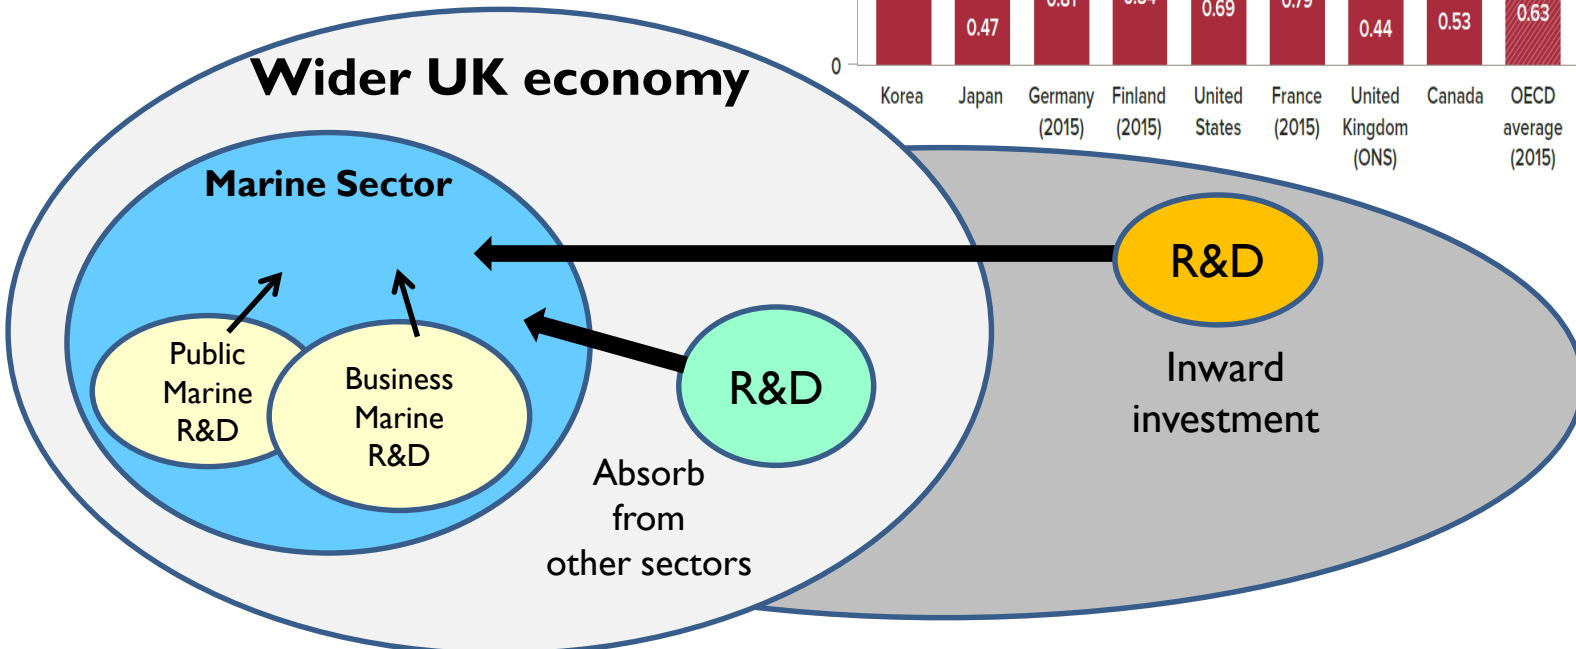 0.47
0.69
0.44
0.53
0.63
0
Korea
Japan
Germany
(2015)
Finland
(2015)
United
States
France
(2015)
United
Kingdom
(ONS)
Canada
OECD
average
(2015)
Wider UK economy
Marine Sector
Public
Marine
R&D
Business
Marine
R&D
R&D
Absorb
from
other sectors
R&D
Inward
investment